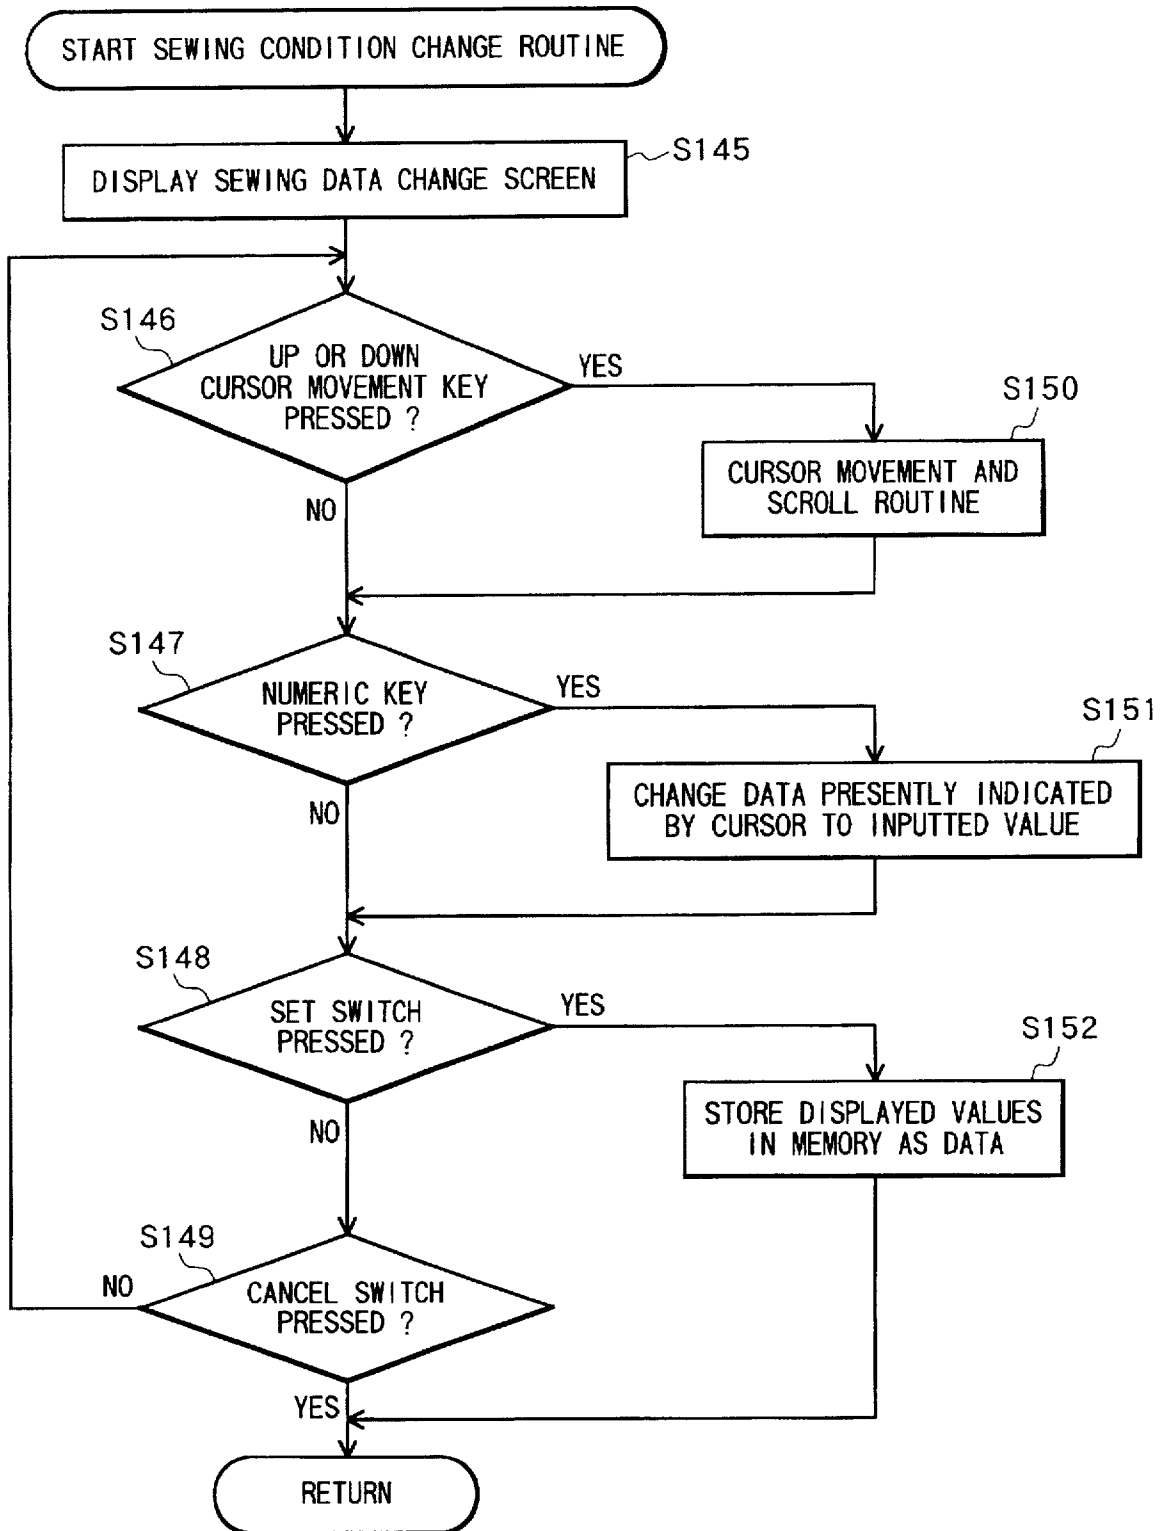 START SEWING CONDITION CHANGE ROUTINE
S145
DISPLAY SEWING DATA CHANGE SCREEN
S146
UP OR DOWN
CURSOR MOVEMENT KEY
PRESSED ?
YES
NO
S150
CURSOR MOVEMENT AND
SCROLL ROUTINE
S147
NUMERIC KEY
PRESSED ?
YES
NO
S151
CHANGE DATA PRESENTLY INDICATED
BY CURSOR TO INPUTTED VALUE
S148
SET SWITCH
PRESSED ?
YES
NO
S152
STORE DISPLAYED VALUES
IN MEMORY AS DATA
S149
CANCEL SWITCH
PRESSED ?
NO
YES
RETURN